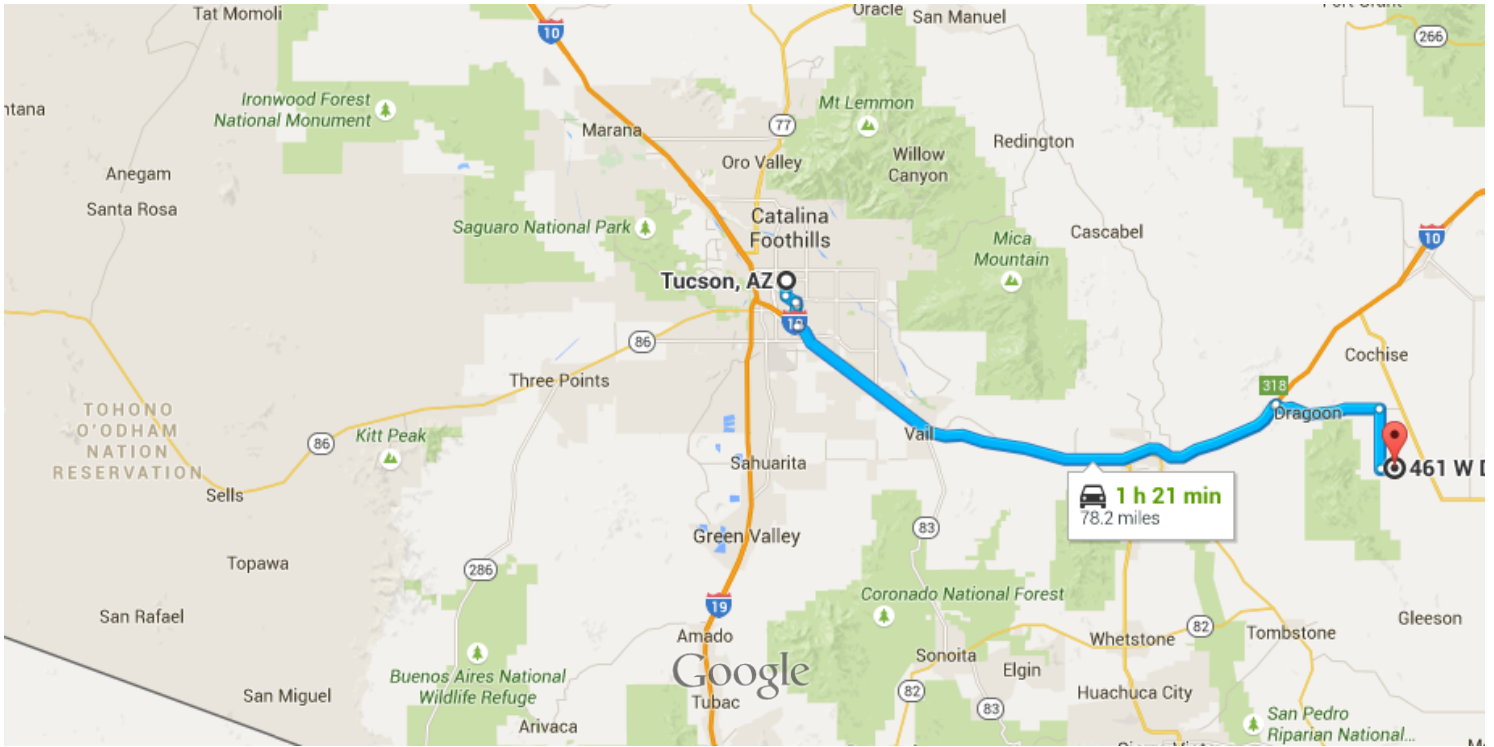 Tat Momoli
Oracle
San Manuel
10
266
Ironwood Forest
National Monument
Mt Lemmon
Marana
77
Redington
Oro Valley
Willow
Canyon
Anegam
Santa Rosa
Catalina
Foothills
Saguaro National Park
Cascabel
Mica
Mountain
10
Tucson, AZ
10
86
Cochise
Three Points
318
Dragoon
TOHONO
O'ODHAM
NATION
RESERVATION
Kitt Peak
86
Vail
461 W D
Sahuarita
Sells
1 h 21 min
78.2 miles
83
Green Valley
Topawa
286
Coronado National Forest
19
San Rafael
Gleeson
82
Amado
Whetstone
Tombstone
Google
Sonoita
Elgin
Buenos Aires National
Wildlife Refuge
San Miguel
82
Huachuca City
Tubac
83
San Pedro
Riparian National...
Arivaca